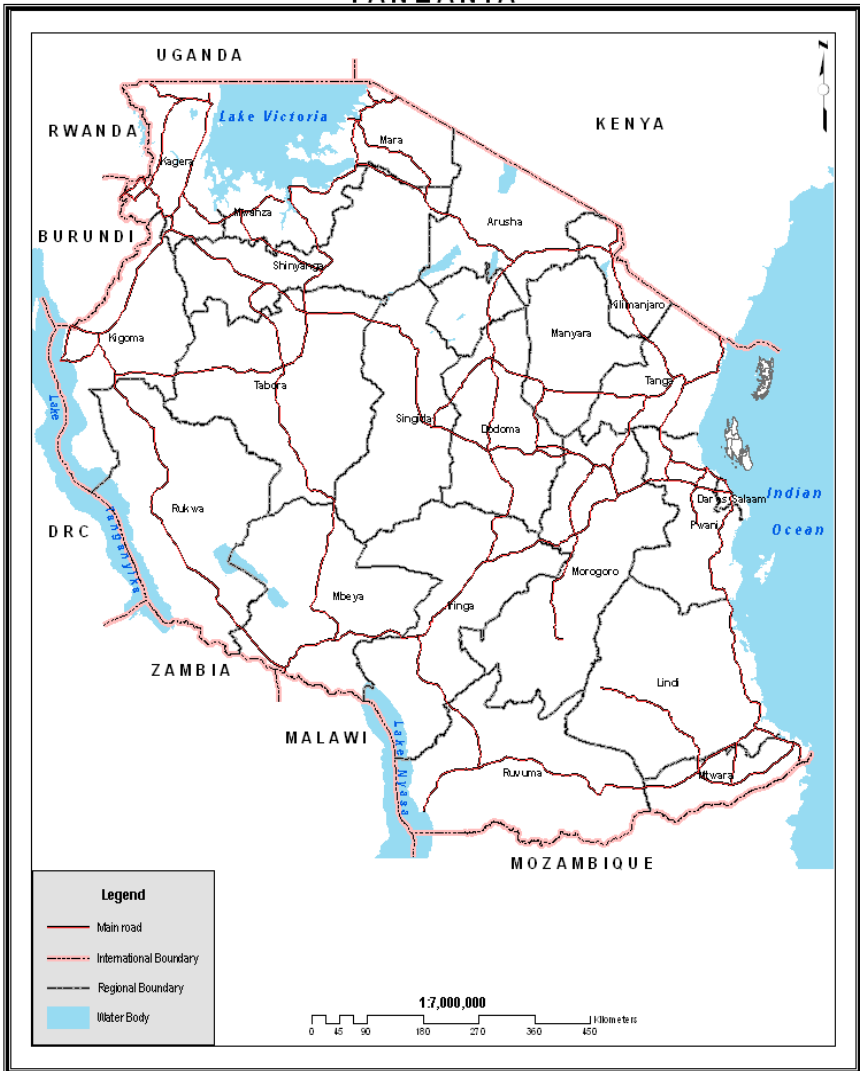 TANZANIA
UGANDA
N
Lake Victoria
KENYA
RWANDA
Mara
Kagera
Mwanza
Arusha
BURUNDI
Shinyanga
Kilimanjaro
Kigoma
Manyara
Tabora
Tanga
Lake
Singida
Dodoma
Dar es Salaam
Indian
Rukwa
Pwani
Ocean
DRC
Tanganyika
Morogoro
Mbeya
Iringa
ZAMBIA
Lindi
MALAWI
Lake Nyasa
Ruvuma
Mtwara
MOZAMBIQUE
Legend
Main road
International Boundary
Regional Boundary
Water Body
1:7,000,000
Kilometers
0 45 90 180 270 360 450